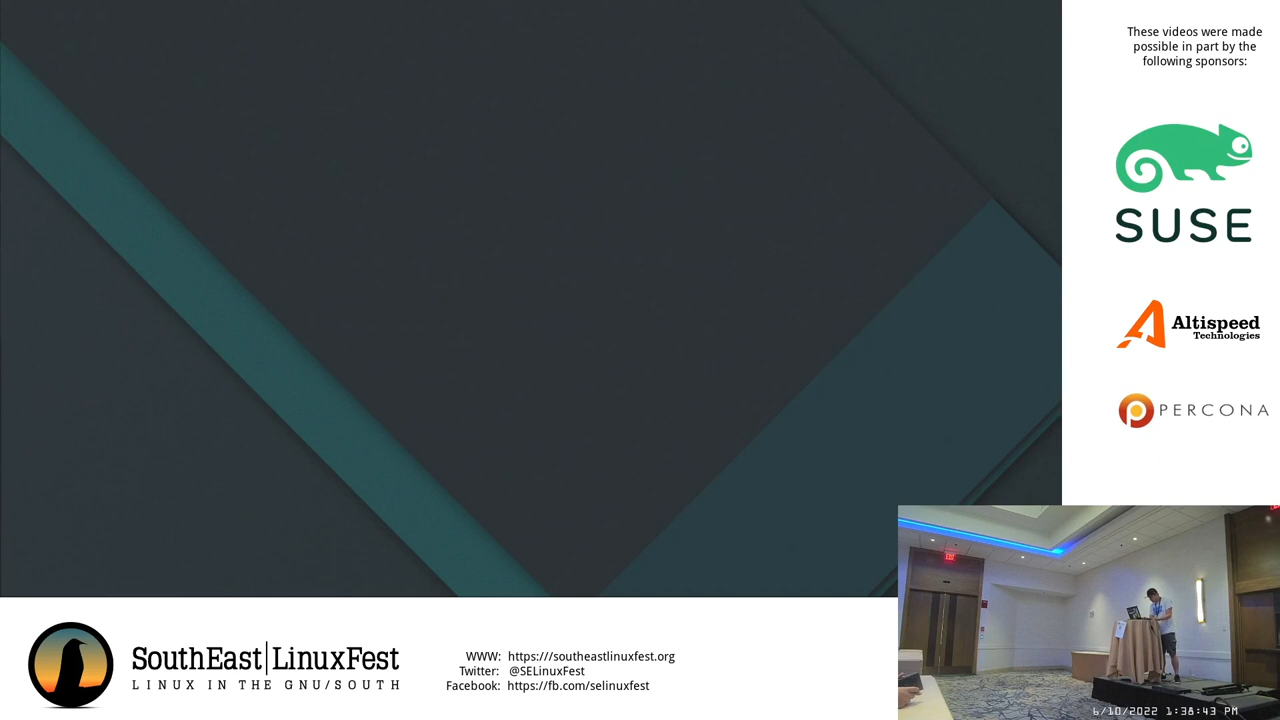 These videos were made
possible in part by the
following sponsors:
SUSE
Altispeed
Technologies
PERCONA
EXIT
SouthEast|LinuxFest
LINUX IN THE GNU/SOUTH
WWW: https:///southeastlinuxfest.org
Twitter: @SELinuxFest
Facebook: https://fb.com/selinuxfest
6/10/2022 1:38:43 PM